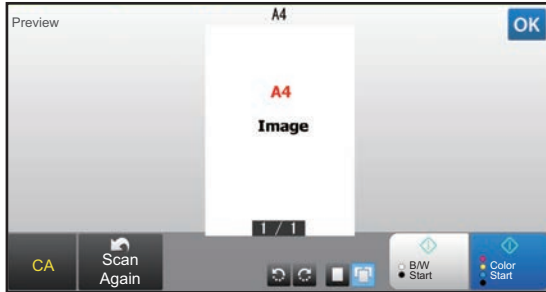 Preview
A4
OK
A4
Image
1 / 1
CA
Scan
Again
B/W
Start
Color
Start